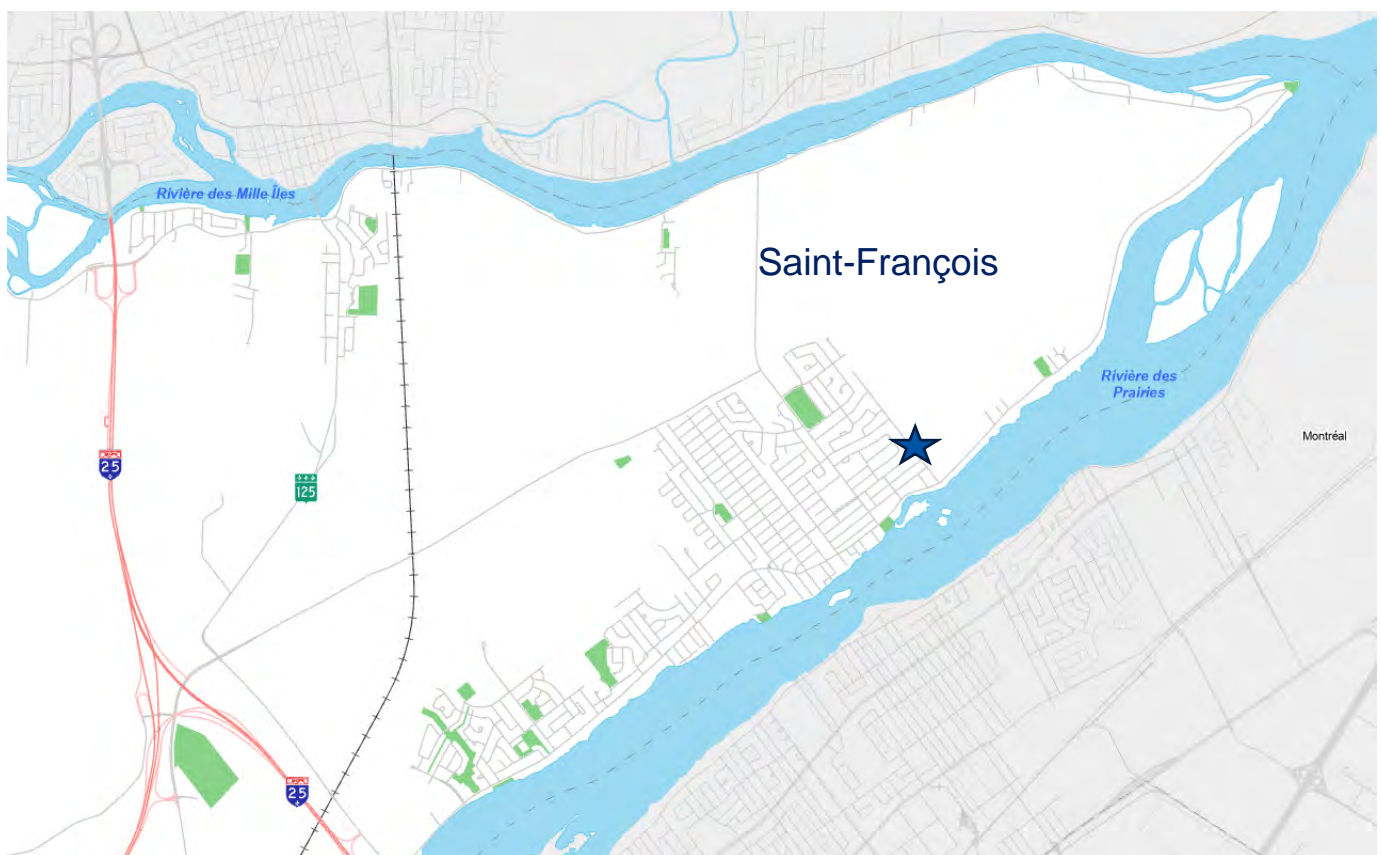 Rivière des Mille Îles
Saint-François
Rivière des
Prairies
Montréal
25
125
25